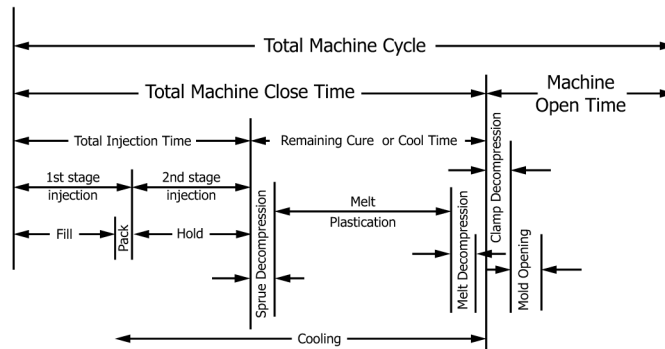 Total Machine Cycle
Total Machine Close Time
Machine
Open Time
Total Injection Time
Remaining Cure or Cool Time
1st stage
injection
2nd stage
injection
Fill
Pack
Hold
Sprue Decompression
Melt
Plastication
Melt Decompression
Clamp Decompression
Mold Opening
Cooling